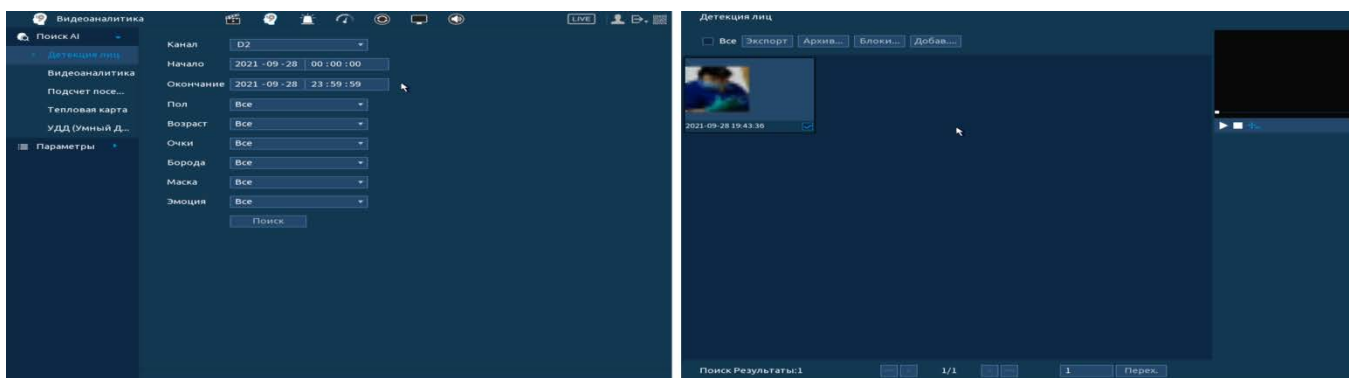 Видеоаналитика
LIVE
Поиск AI
Детекция лиц
Видеоаналитика
Подсчет посе...
Тепловая карта
УДД (Умный Д...
Параметры
Канал D2
Начало 2021 -09 -28 00 : 00 : 00
Окончание 2021 -09 -28 23 : 59 : 59
Пол Все
Возраст Все
Очки Все
Борода Все
Маска Все
Эмоция Все
Поиск
Детекция лиц
Все Экспорт Архив... Блоки... Добав....
2021-09-28 19:43:36
Поиск Результаты:1 1/1 1 Перех.